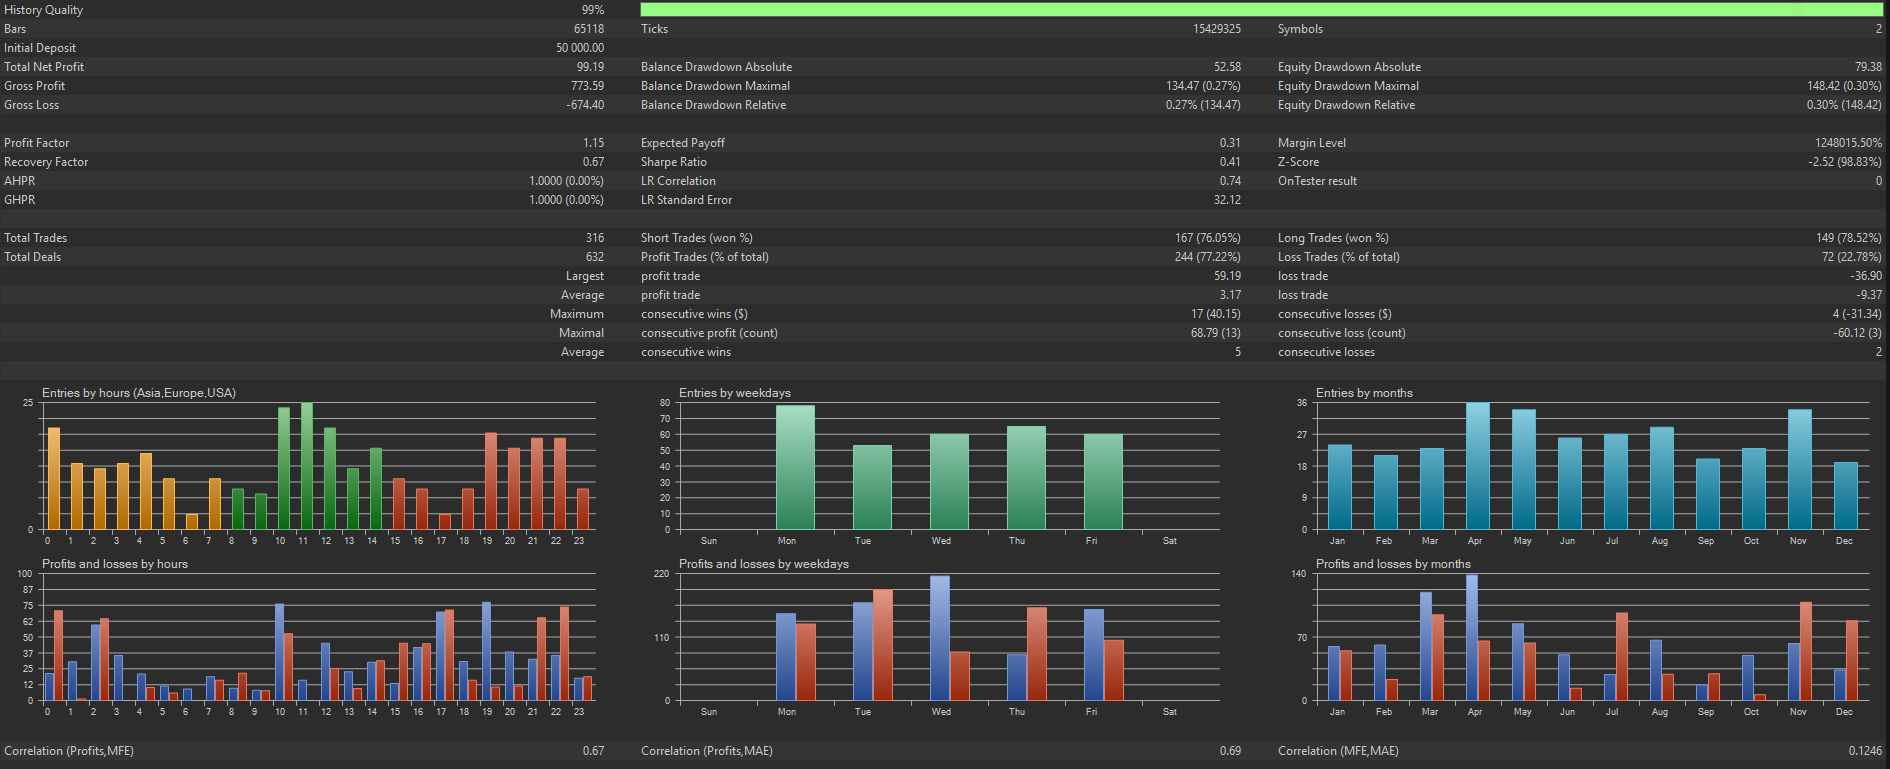 History Quality 99%
Bars 65118 Ticks 15429325 Symbols 2
Initial Deposit 50 000.00
Total Net Profit 99.19 Balance Drawdown Absolute 52.58 Equity Drawdown Absolute 79.38
Gross Profit 773.59 Balance Drawdown Maximal 134.47 (0.27%) Equity Drawdown Maximal 148.42 (0.30%)
Gross Loss -674.40 Balance Drawdown Relative 0.27% (134.47) Equity Drawdown Relative 0.30% (148.42)
Profit Factor 1.15 Expected Payoff 0.31 Margin Level 1248015.50%
Recovery Factor 0.67 Sharpe Ratio 0.41 Z-Score -2.52 (98.83%)
AHPR 1.0000 (0.00%) LR Correlation 0.74 OnTester result 0
GHPR 1.0000 (0.00%) LR Standard Error 32.12
Total Trades 316 Short Trades (won %) 167 (76.05%) Long Trades (won %) 149 (78.52%)
Total Deals 632 Profit Trades (% of total) 244 (77.22%) Loss Trades (% of total) 72 (22.78%)
Largest profit trade 59.19 loss trade -36.90
Average profit trade 3.17 loss trade -9.37
Maximum consecutive wins ($) 17 (40.15) consecutive losses ($) 4 (-31.34)
Maximal consecutive profit (count) 68.79 (13) consecutive loss (count) -60.12 (3)
Average consecutive wins 5 consecutive losses 2
Entries by hours (Asia,Europe,USA)
25
0
0 1 2 3 4 5 6 7 8 9 10 11 12 13 14 15 16 17 18 19 20 21 22 23
Entries by weekdays
80
70
60
50
40
30
20
10
0
Sun Mon Tue Wed Thu Fri Sat
Entries by months
36
27
18
9
0
Jan Feb Mar Apr May Jun Jul Aug Sep Oct Nov Dec
Profits and losses by hours
100
87
75
62
50
37
25
12
0
0 1 2 3 4 5 6 7 8 9 10 11 12 13 14 15 16 17 18 19 20 21 22 23
Profits and losses by weekdays
220
110
0
Sun Mon Tue Wed Thu Fri Sat
Profits and losses by months
140
70
0
Jan Feb Mar Apr May Jun Jul Aug Sep Oct Nov Dec
Correlation (Profits,MFE) 0.67 Correlation (Profits,MAE) 0.69 Correlation (MFE,MAE) 0.1246